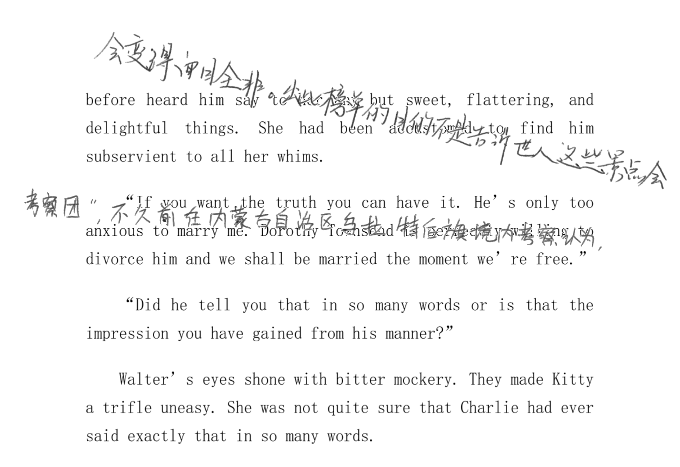 会变得面目全非。出此榜单的目的不是告诉世人这些景点会
before heard him say to her any but sweet, flattering, and
delightful things. She had been accustomed to find him
subservient to all her whims.
考察团”,不久前在内蒙古自治区乌拉特后旗境内考察认为,
“If you want the truth you can have it. He’s only too
anxious to marry me. Dorothy Townsend is perfectly willing to
divorce him and we shall be married the moment we’re free.”
“Did he tell you that in so many words or is that the
impression you have gained from his manner?”
Walter’s eyes shone with bitter mockery. They made Kitty
a trifle uneasy. She was not quite sure that Charlie had ever
said exactly that in so many words.